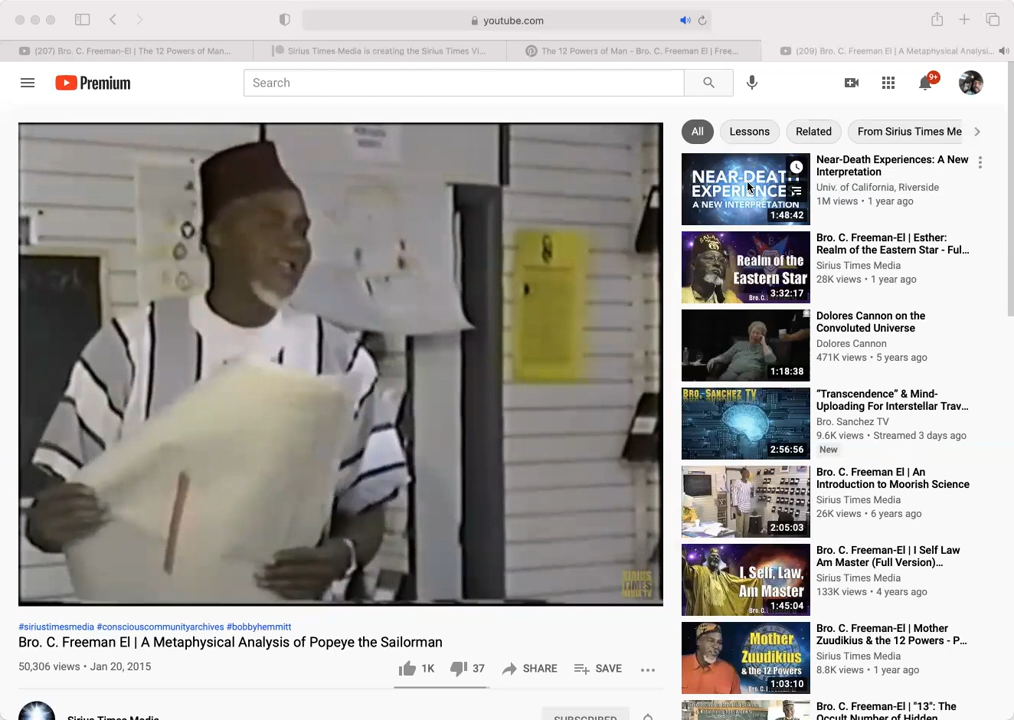 youtube.com
(207) Bro. C. Freeman-El | The 12 Powers of Man...
Sirius Times Media is creating the Sirius Times Vi...
The 12 Powers of Man - Bro. C. Freeman El | Free...
(209) Bro. C. Freeman El | A Metaphysical Analysi...
Premium
Search
9+
All
Lessons
Related
From Sirius Times Me
NEAR-DEATH
EXPERIENCES
A NEW INTERPRETATION
1:48:42
Near-Death Experiences: A New
Interpretation
Univ. of California, Riverside
1M views • 1 year ago
Realm of the
Eastern Star
Bro. C.
3:32:17
Bro. C. Freeman-El | Esther:
Realm of the Eastern Star - Ful...
Sirius Times Media
28K views • 1 year ago
1:18:38
Dolores Cannon on the
Convoluted Universe
Dolores Cannon
471K views • 5 years ago
BRO. SANCHEZ TV
2:56:56
“Transcendence” & Mind-
Uploading For Interstellar Trav...
Bro. Sanchez TV
9.6K views • Streamed 3 days ago
New
2:05:03
Bro. C. Freeman El | An
Introduction to Moorish Science
Sirius Times Media
26K views • 6 years ago
I, Self, Law,
Am Master
1:45:04
Bro. C. Freeman-El | I Self Law
Am Master (Full Version)...
Sirius Times Media
133K views • 4 years ago
Mother
Zuudikius
& the 12 Powers
1:03:10
Bro. C. Freeman-El | Mother
Zuudikius & the 12 Powers - P...
Sirius Times Media
8.8K views • 1 year ago
Bro. C. Freeman-El | "13": The
Occult Number of Hidden
SIRIUS
TIMES
MEDIA
#siriustimesmedia #consciouscommunityarchives #bobbyhemmitt
Bro. C. Freeman El | A Metaphysical Analysis of Popeye the Sailorman
50,306 views • Jan 20, 2015
1K
37
SHARE
SAVE
Sirius Times Media
SUBSCRIBED